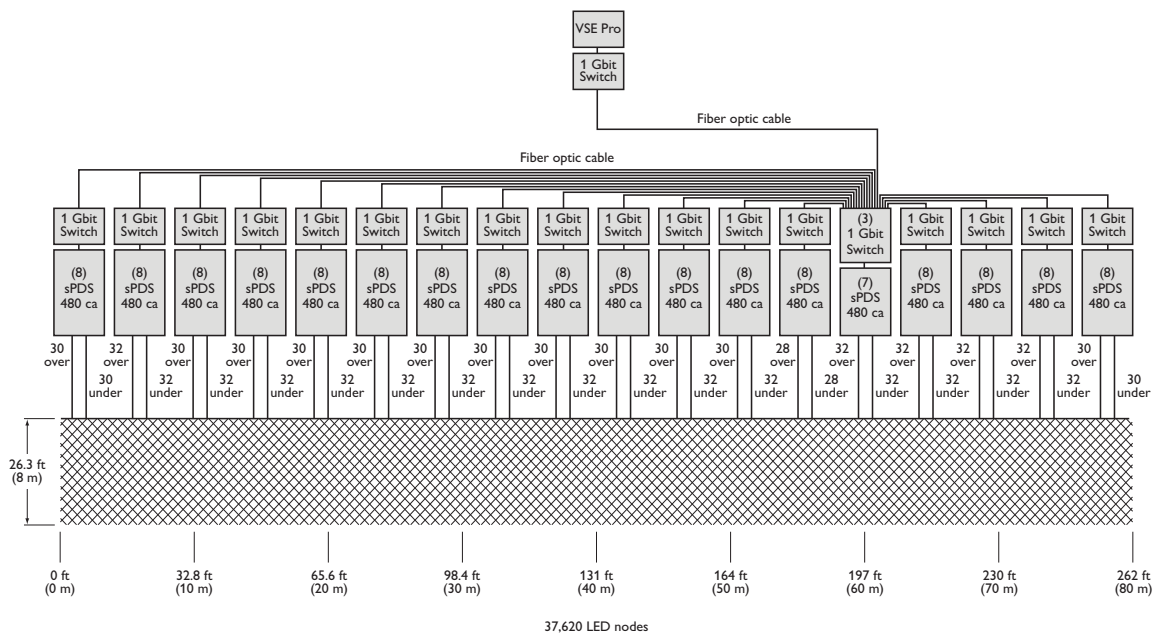 VSE Pro
1 Gbit
Switch
Fiber optic cable
Fiber optic cable
1 Gbit
Switch
1 Gbit
Switch
1 Gbit
Switch
1 Gbit
Switch
1 Gbit
Switch
1 Gbit
Switch
1 Gbit
Switch
1 Gbit
Switch
1 Gbit
Switch
1 Gbit
Switch
1 Gbit
Switch
1 Gbit
Switch
1 Gbit
Switch
(3)
1 Gbit
Switch
1 Gbit
Switch
1 Gbit
Switch
1 Gbit
Switch
1 Gbit
Switch
(8)
sPDS
480 ca
(8)
sPDS
480 ca
(8)
sPDS
480 ca
(8)
sPDS
480 ca
(8)
sPDS
480 ca
(8)
sPDS
480 ca
(8)
sPDS
480 ca
(8)
sPDS
480 ca
(8)
sPDS
480 ca
(8)
sPDS
480 ca
(8)
sPDS
480 ca
(8)
sPDS
480 ca
(8)
sPDS
480 ca
(7)
sPDS
480 ca
(8)
sPDS
480 ca
(8)
sPDS
480 ca
(8)
sPDS
480 ca
(8)
sPDS
480 ca
30
over
30
under
32
over
32
under
30
over
32
under
30
over
32
under
30
over
32
under
30
over
32
under
30
over
32
under
30
over
32
under
30
over
32
under
30
over
32
under
30
over
32
under
30
over
32
under
28
over
28
under
32
over
32
under
32
over
32
under
32
over
32
under
32
over
32
under
30
over
30
under
26.3 ft
(8 m)
0 ft
(0 m)
32.8 ft
(10 m)
65.6 ft
(20 m)
98.4 ft
(30 m)
131 ft
(40 m)
164 ft
(50 m)
197 ft
(60 m)
230 ft
(70 m)
262 ft
(80 m)
37,620 LED nodes